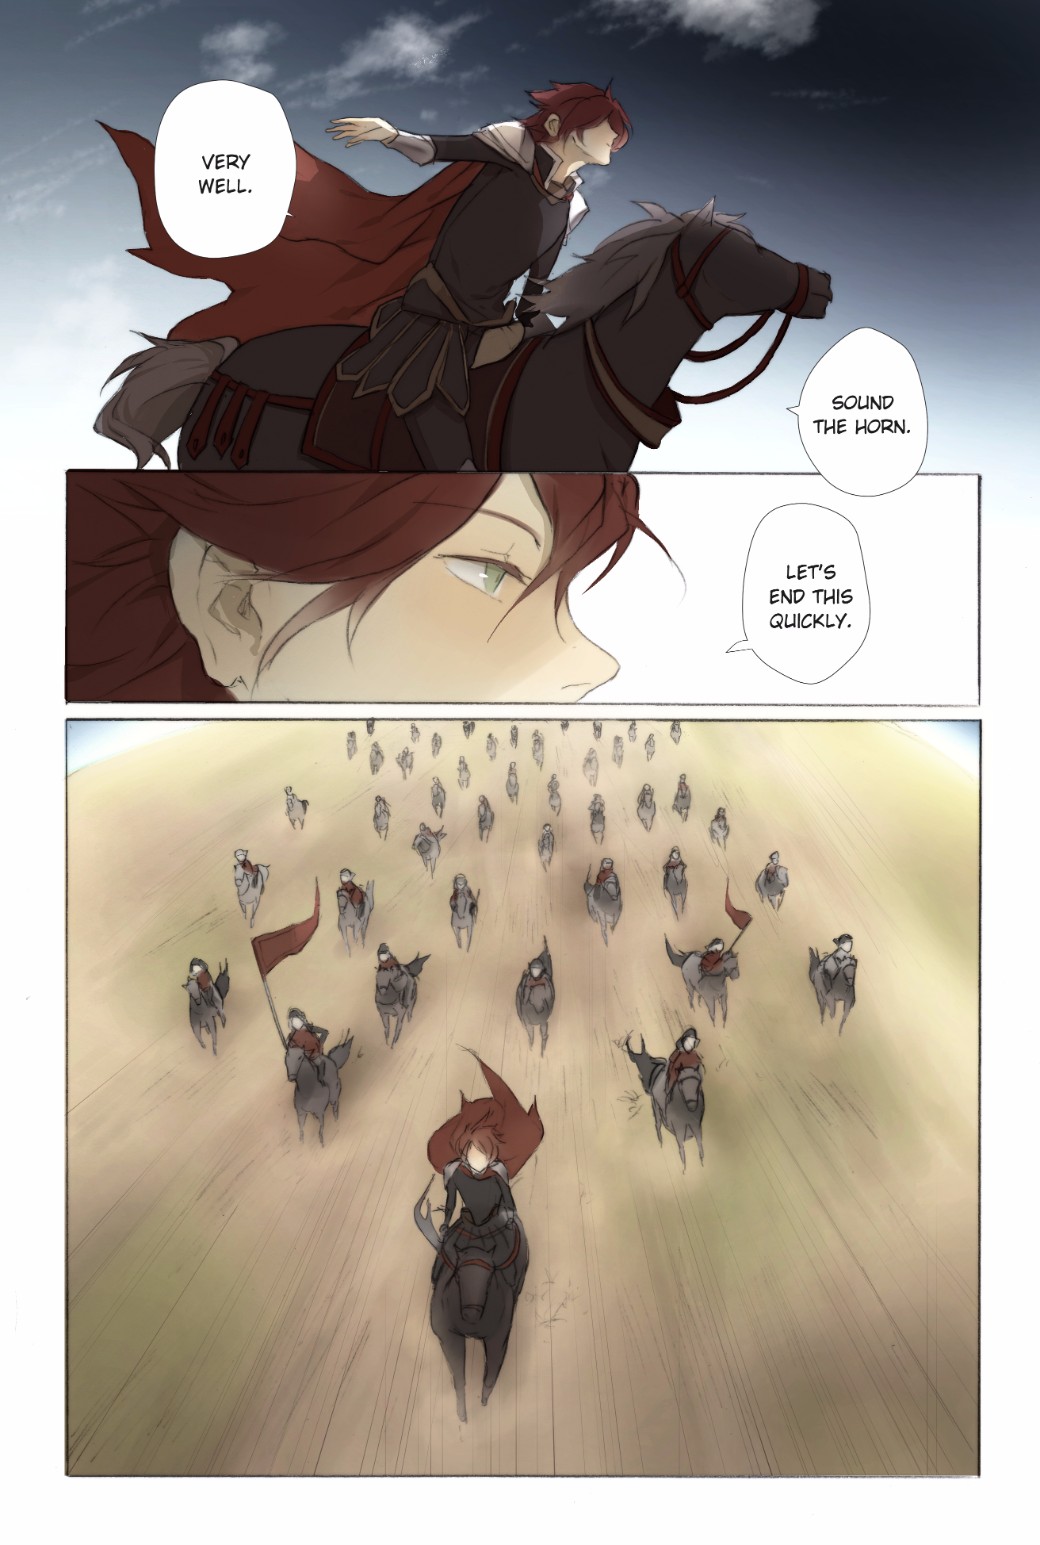 VERY
WELL.
SOUND
THE HORN.
LET'S
END THIS
QUICKLY.